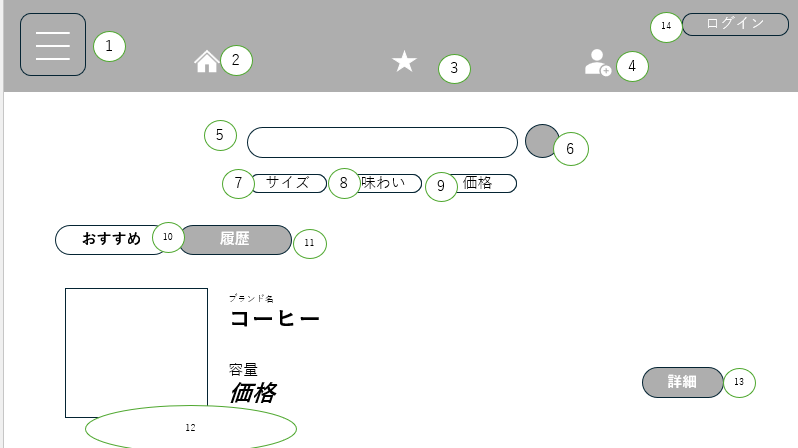 14
ログイン
1
2
3
4
5
6
7
サイズ
8
味わい
9
価格
おすすめ
10
履歴
11
ブランド名
コーヒー
容量
価格
詳細
13
12